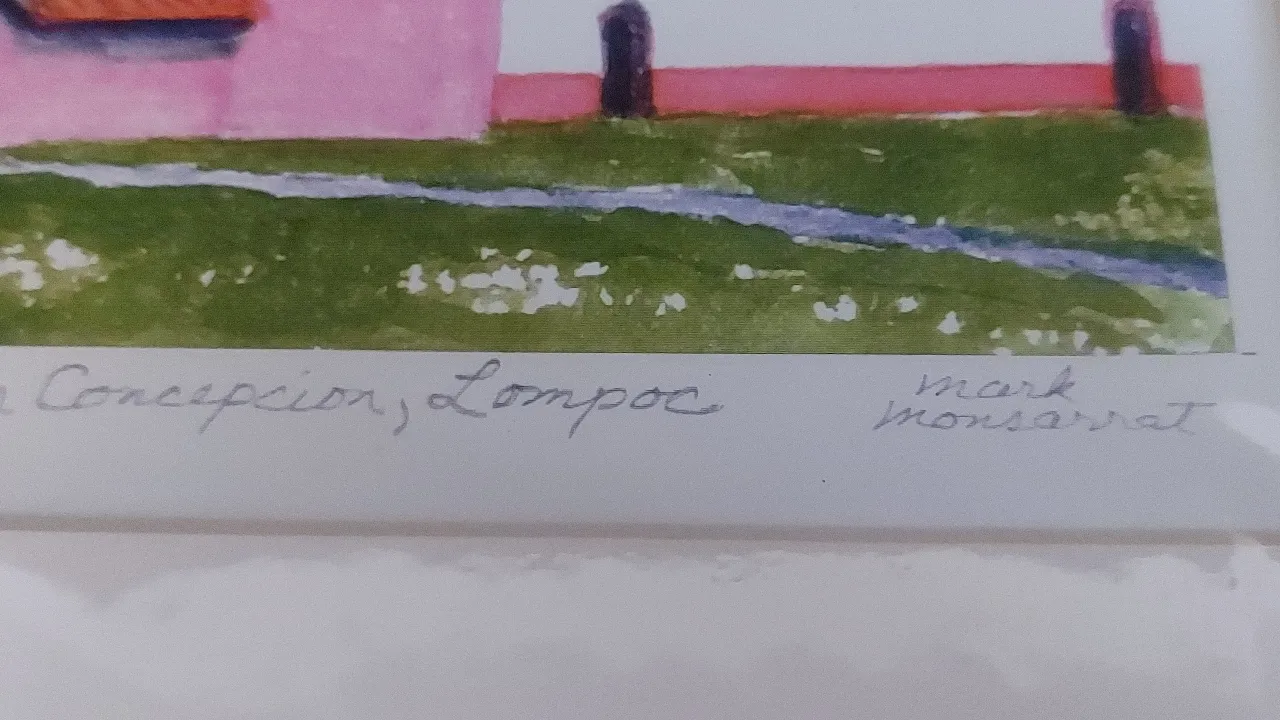 Concepcion, Lompoc
mark
monsarrat